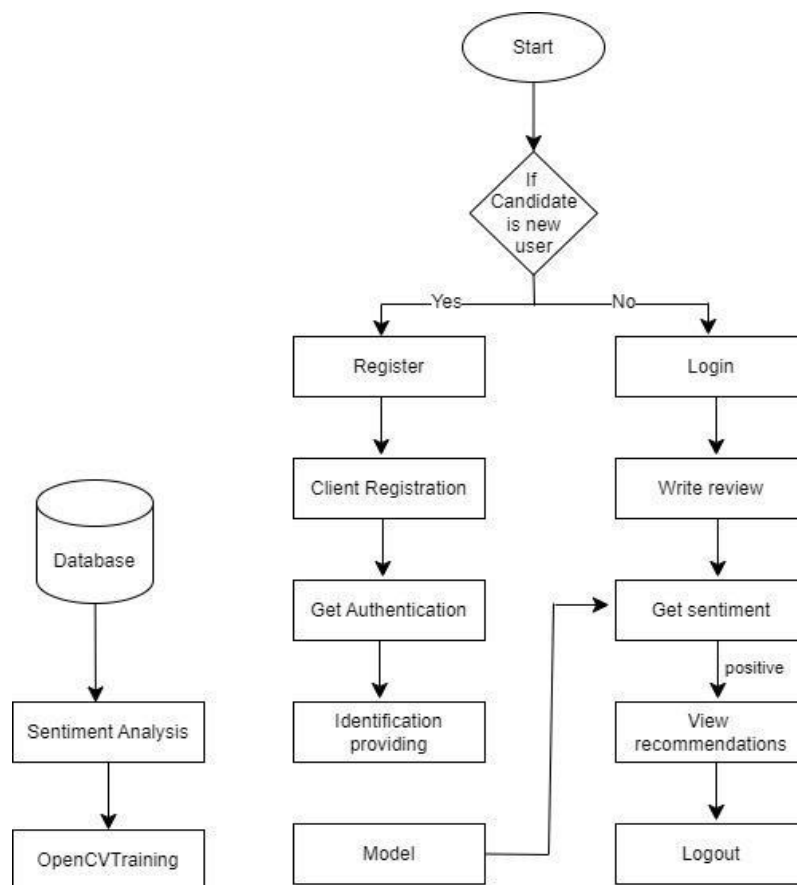 Start
If
Candidate
is new
user
Yes
No
Register
Login
Client Registration
Write review
Database
Get Authentication
Get sentiment
positive
Sentiment Analysis
Identification
providing
View
recommendations
OpenCVTraining
Model
Logout